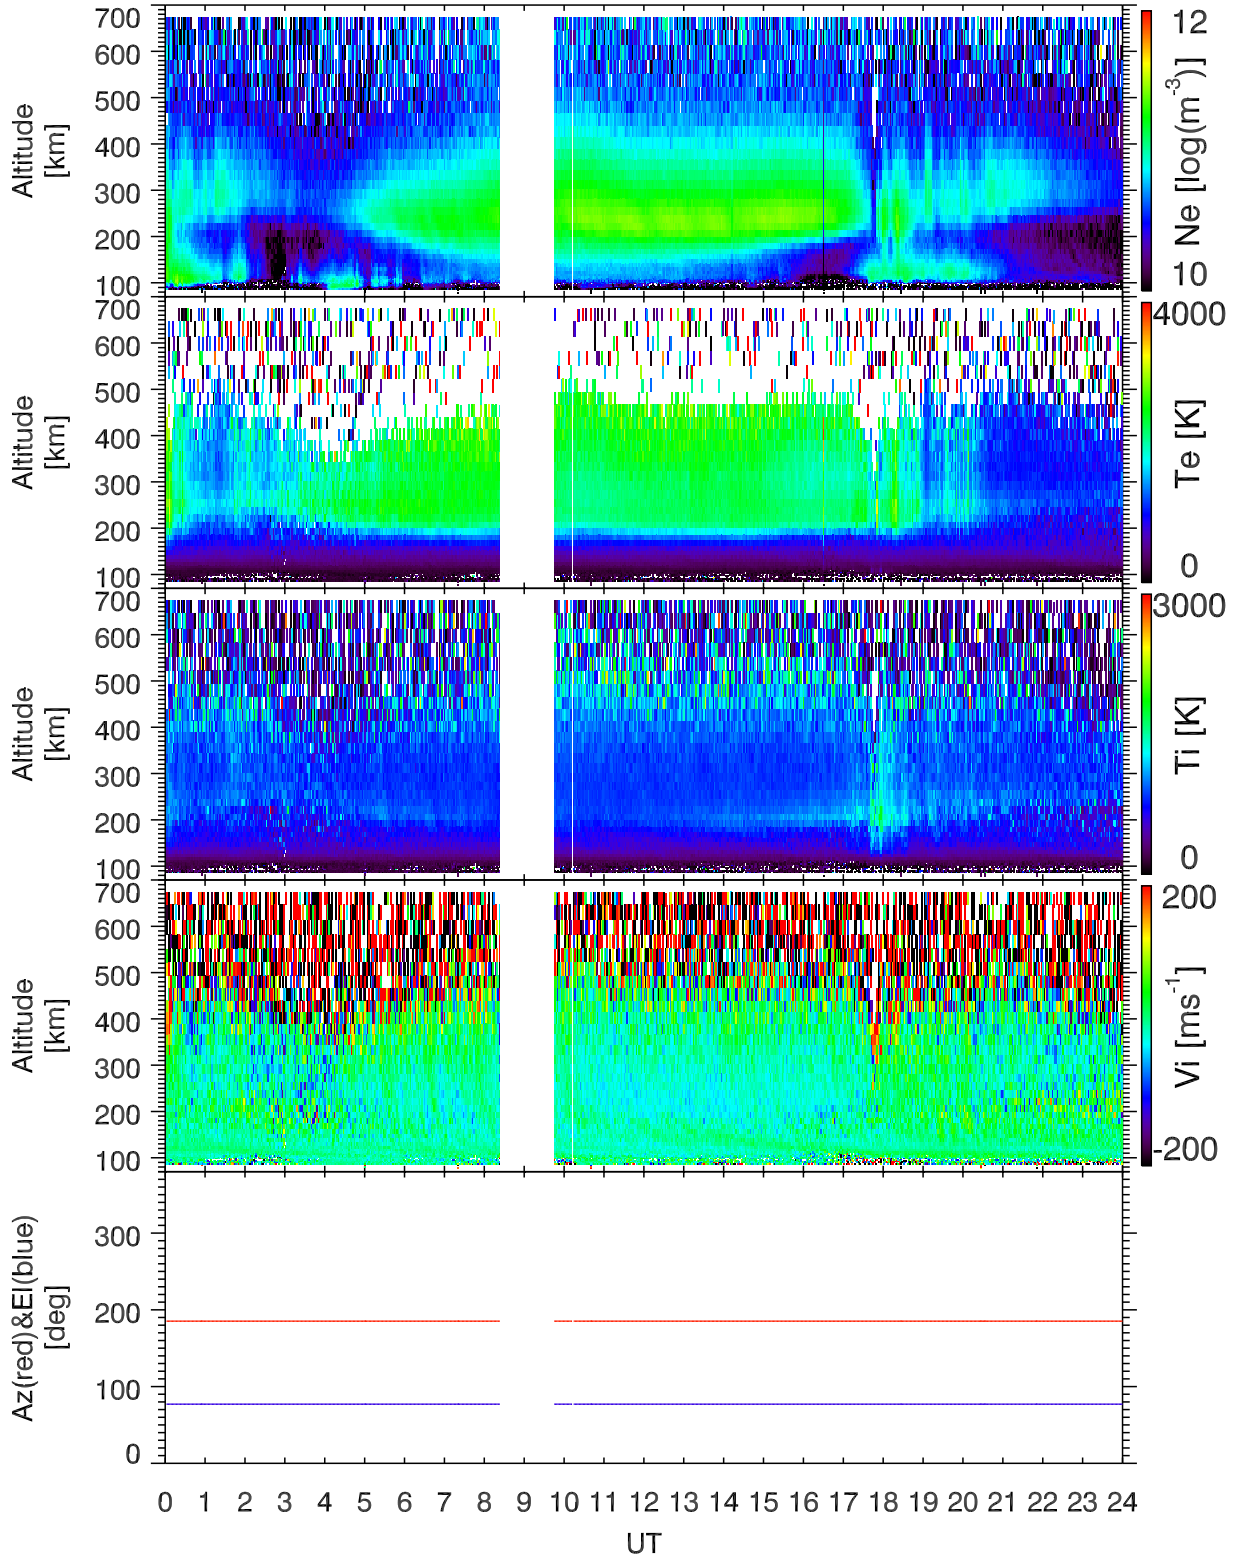 700
600
500
400
300
200
100
Altitude
[km]
12
10
Ne [log(m⁻³)]
700
600
500
400
300
200
100
Altitude
[km]
4000
0
Te [K]
700
600
500
400
300
200
100
Altitude
[km]
3000
0
Ti [K]
700
600
500
400
300
200
100
Altitude
[km]
200
-200
Vi [ms⁻¹]
300
200
100
0
Az(red)&El(blue)
[deg]
0 1 2 3 4 5 6 7 8 9 10 11 12 13 14 15 16 17 18 19 20 21 22 23 24
UT